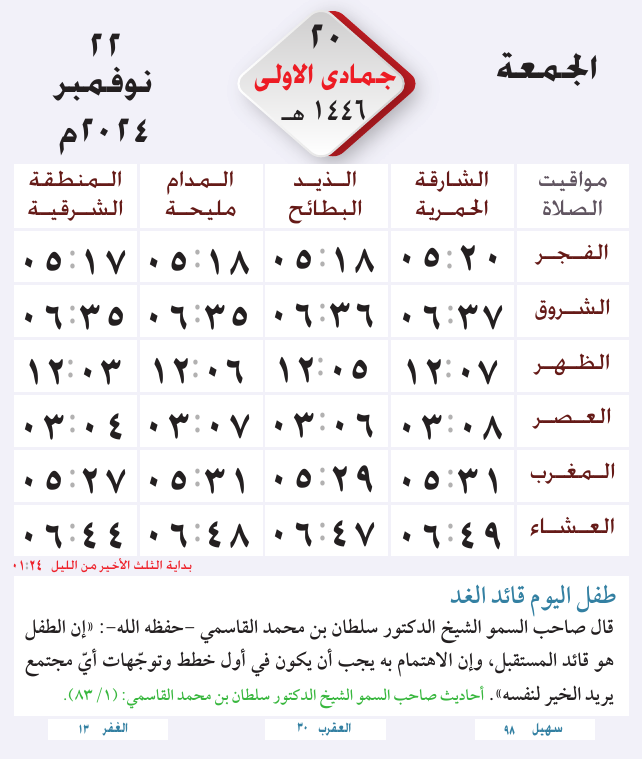 الجمعة
٢٠
جمادى الاولى
١٤٤٦ هـ
٢٢
نوفمبر
٢٠٢٤م
مواقيت الصلاة الشارقة الحمرية الذيد البطائح المدام مليحة المنطقة الشرقية
الفجر ٠٥:٢٠ ٠٥:١٨ ٠٥:١٨ ٠٥:١٧
الشروق ٠٦:٣٧ ٠٦:٣٦ ٠٦:٣٥ ٠٦:٣٥
الظهر ١٢:٠٧ ١٢:٠٥ ١٢:٠٦ ١٢:٠٣
العصر ٠٣:٠٨ ٠٣:٠٦ ٠٣:٠٧ ٠٣:٠٤
المغرب ٠٥:٣١ ٠٥:٢٩ ٠٥:٣١ ٠٥:٢٧
العشاء ٠٦:٤٩ ٠٦:٤٧ ٠٦:٤٨ ٠٦:٤٤
بداية الثلث الأخير من الليل ٠١:٢٤
طفل اليوم قائد الغد
قال صاحب السمو الشيخ الدكتور سلطان بن محمد القاسمي -حفظه الله-: «إن الطفل
هو قائد المستقبل، وإن الاهتمام به يجب أن يكون في أول خطط وتوجّهات أيّ مجتمع
يريد الخير لنفسه». أحاديث صاحب السمو الشيخ الدكتور سلطان بن محمد القاسمي: (١/ ٨٣).
سهيل ٩٨ العقرب ٣٠ الغفر ١٣